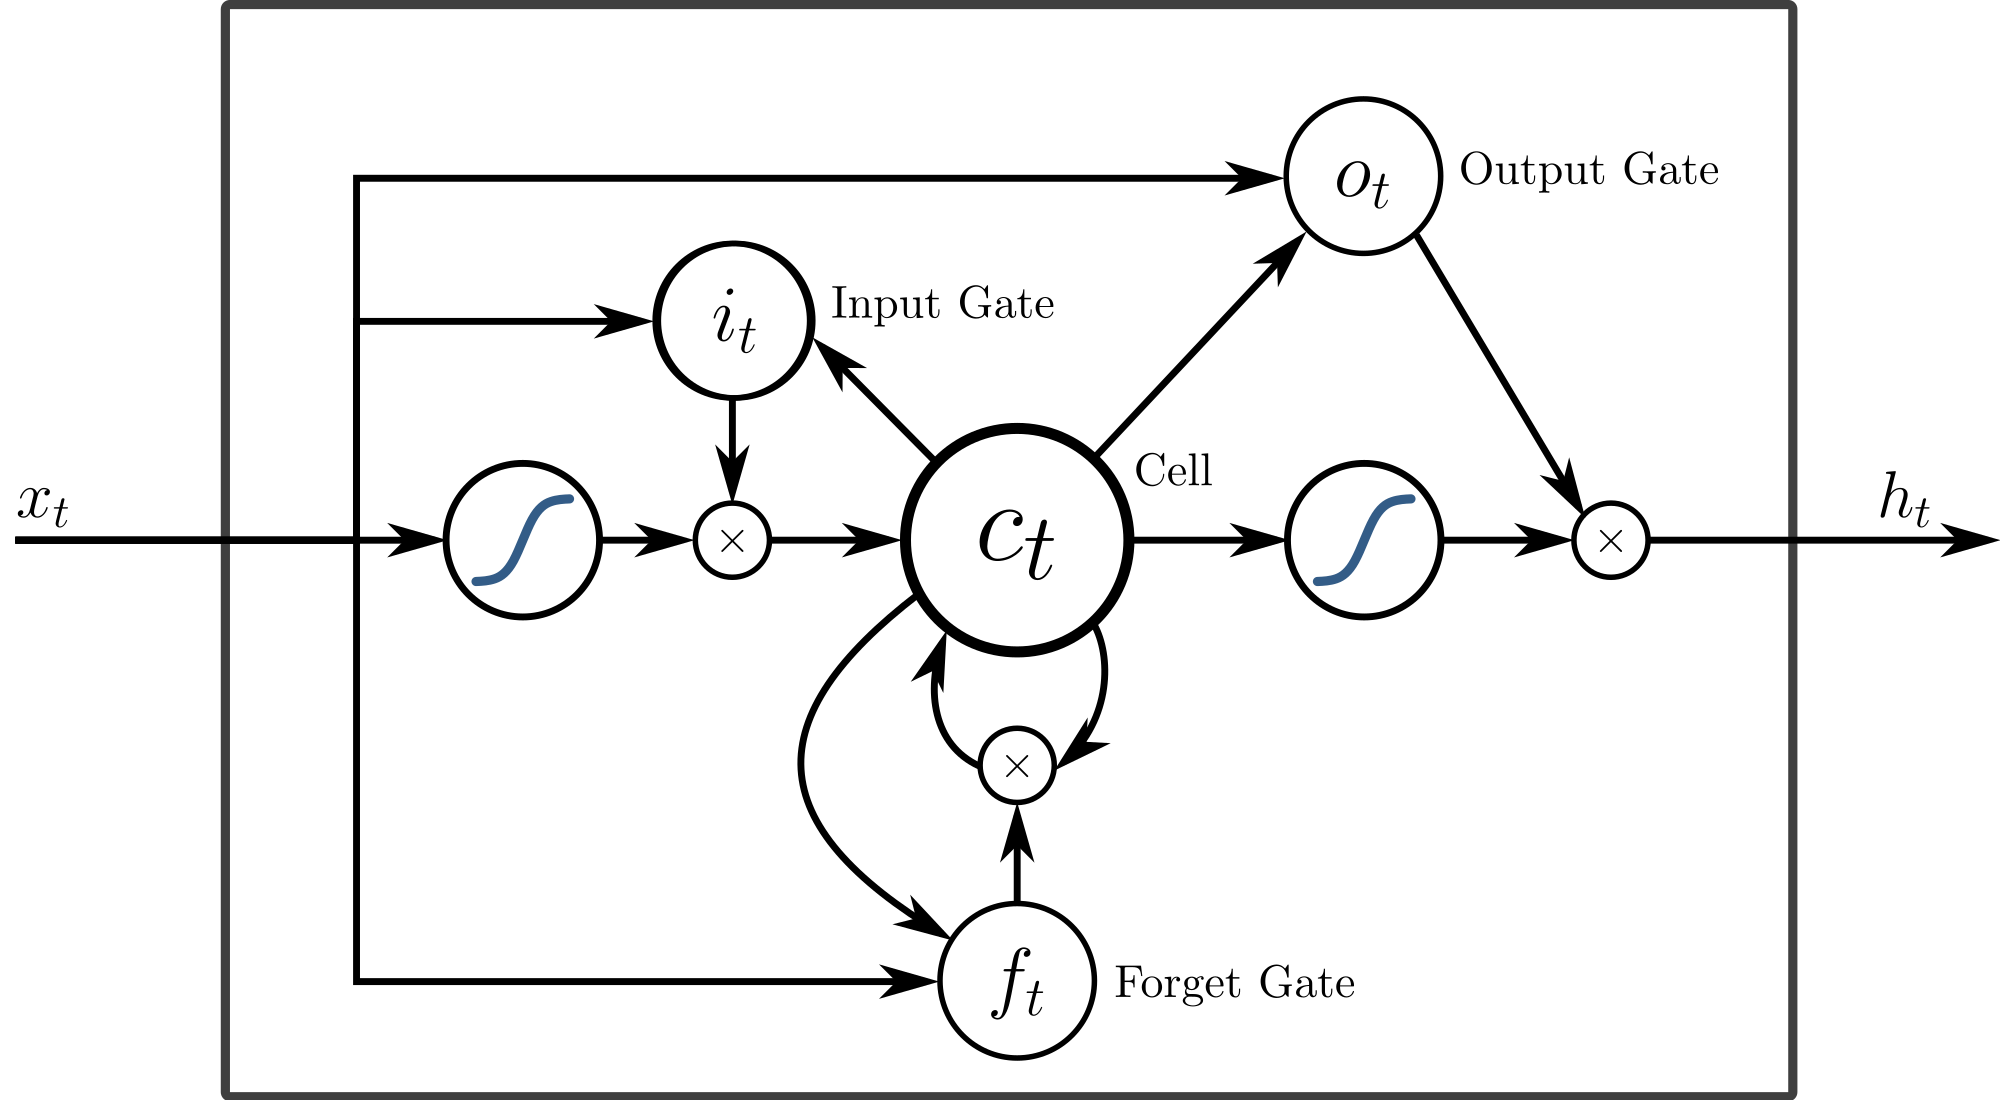 o_t Output Gate
i_t Input Gate
Cell
x_t
× c_t × h_t
×
f_t Forget Gate